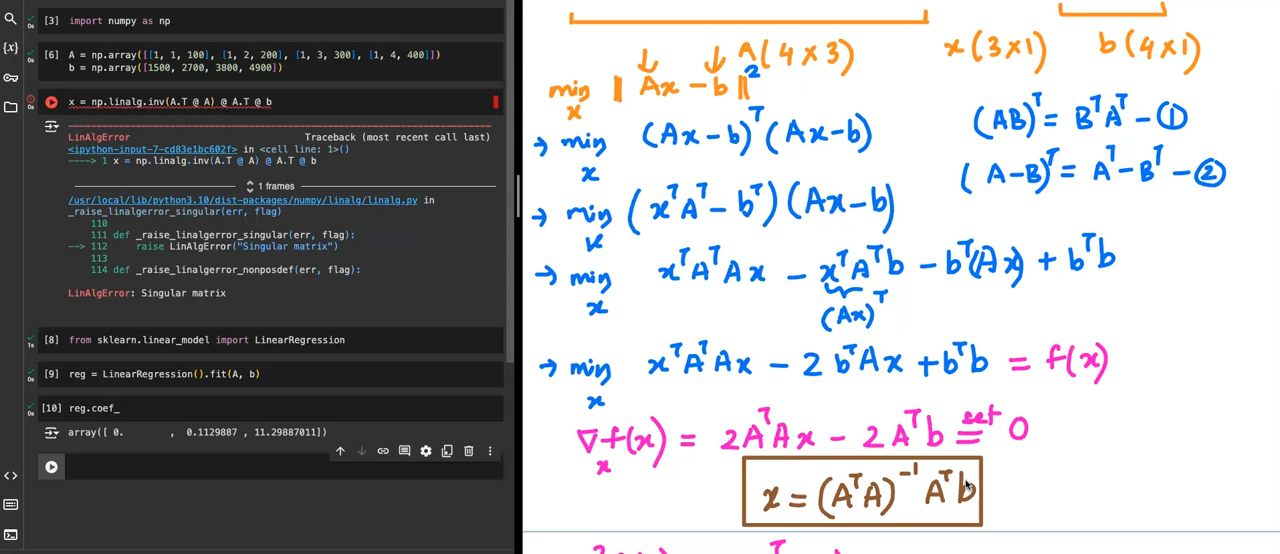 [3] import numpy as np
0s
[6] A = np.array([[1, 1, 100], [1, 2, 200], [1, 3, 300], [1, 4, 400]])
0s b = np.array([1500, 2700, 3800, 4900])
x = np.linalg.inv(A.T @ A) @ A.T @ b
0s
LinAlgError Traceback (most recent call last)
<ipython-input-7-cd83e1bc602f> in <cell line: 1>()
----> 1 x = np.linalg.inv(A.T @ A) @ A.T @ b
1 frames
/usr/local/lib/python3.10/dist-packages/numpy/linalg/linalg.py in
_raise_linalgerror_singular(err, flag)
110
111 def _raise_linalgerror_singular(err, flag):
--> 112 raise LinAlgError("Singular matrix")
113
114 def _raise_linalgerror_nonposdef(err, flag):
LinAlgError: Singular matrix
[8] from sklearn.linear_model import LinearRegression
1s
[9] reg = LinearRegression().fit(A, b)
0s
[10] reg.coef_
0s
array([ 0. , 0.1129887 , 11.29887011])
{x}
A(4×3) x(3×1) b(4×1)
min x ‖Ax - b‖²
→ min x (Ax-b)ᵀ(Ax-b)
(AB)ᵀ = BᵀAᵀ - ①
(A-B)ᵀ = Aᵀ - Bᵀ - ②
→ min x (xᵀAᵀ - bᵀ)(Ax-b)
→ min x xᵀAᵀAx - xᵀAᵀb - bᵀ(Ax) + bᵀb
(Ax)ᵀ
→ min x xᵀAᵀAx - 2bᵀAx + bᵀb = f(x)
∇x f(x) = 2AᵀAx - 2Aᵀb set = 0
x = (AᵀA)⁻¹Aᵀb